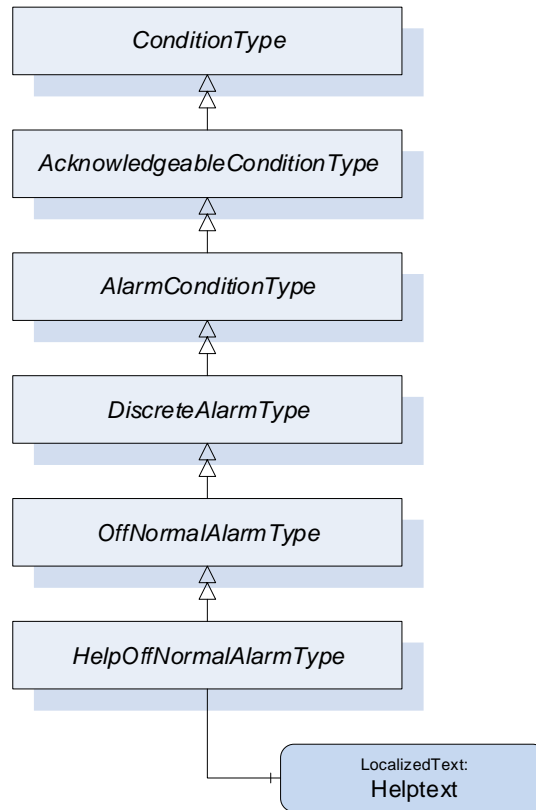 ConditionType
AcknowledgeableConditionType
AlarmConditionType
DiscreteAlarmType
OffNormalAlarmType
HelpOffNormalAlarmType
LocalizedText:
Helptext